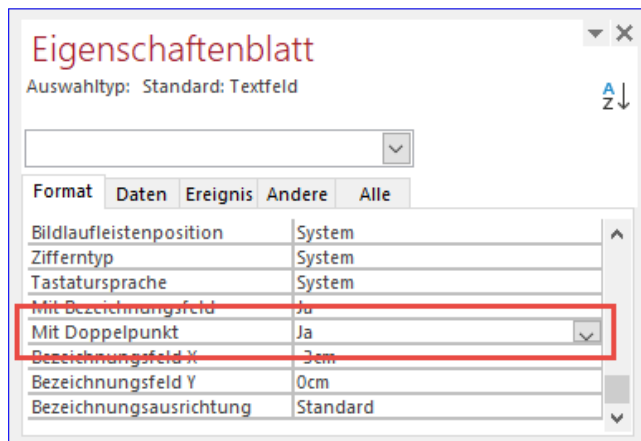 Eigenschaftenblatt
Auswahltyp: Standard: Textfeld
A
Z
Format Daten Ereignis Andere Alle
Bildlaufleistenposition System
Zifferntyp System
Tastatursprache System
Mit Bezeichnungsfeld Ja
Mit Doppelpunkt Ja
Bezeichnungsfeld X -3cm
Bezeichnungsfeld Y 0cm
Bezeichnungsausrichtung Standard